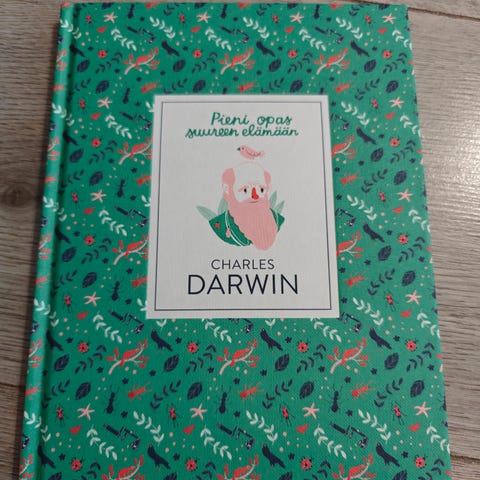 Pieni opas
suureen elämään
CHARLES
DARWIN